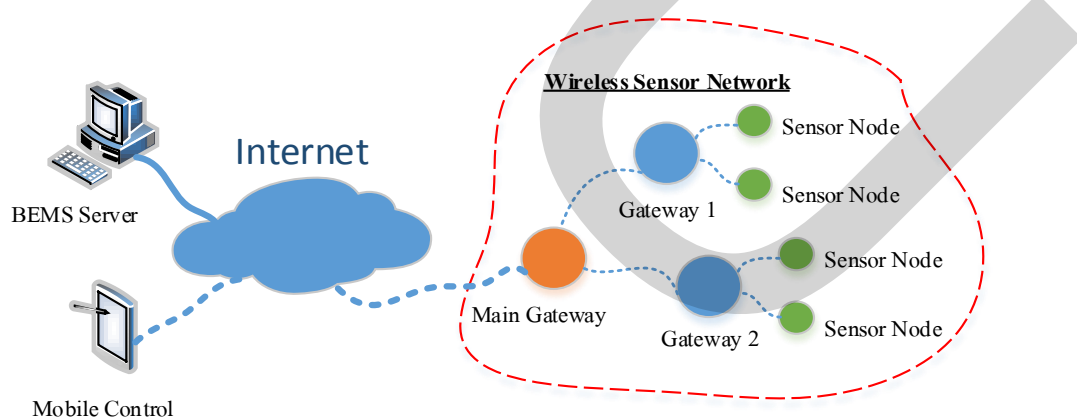 Wireless Sensor Network
Sensor Node
Internet
Sensor Node
BEMS Server
Gateway 1
Sensor Node
Main Gateway
Sensor Node
Gateway 2
Mobile Control